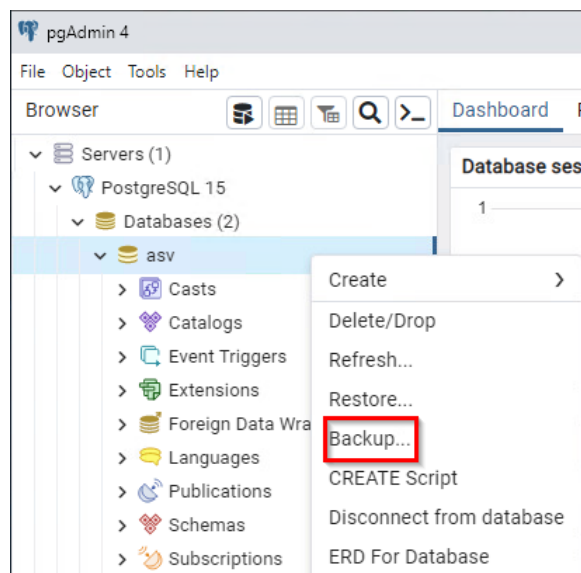 pgAdmin 4
File Object Tools Help
Browser
Dashboard
Servers (1)
Database ses
PostgreSQL 15
1
Databases (2)
asv
Casts
Catalogs
Event Triggers
Extensions
Foreign Data Wra
Languages
Publications
Schemas
Subscriptions
Create
Delete/Drop
Refresh...
Restore...
Backup...
CREATE Script
Disconnect from database
ERD For Database